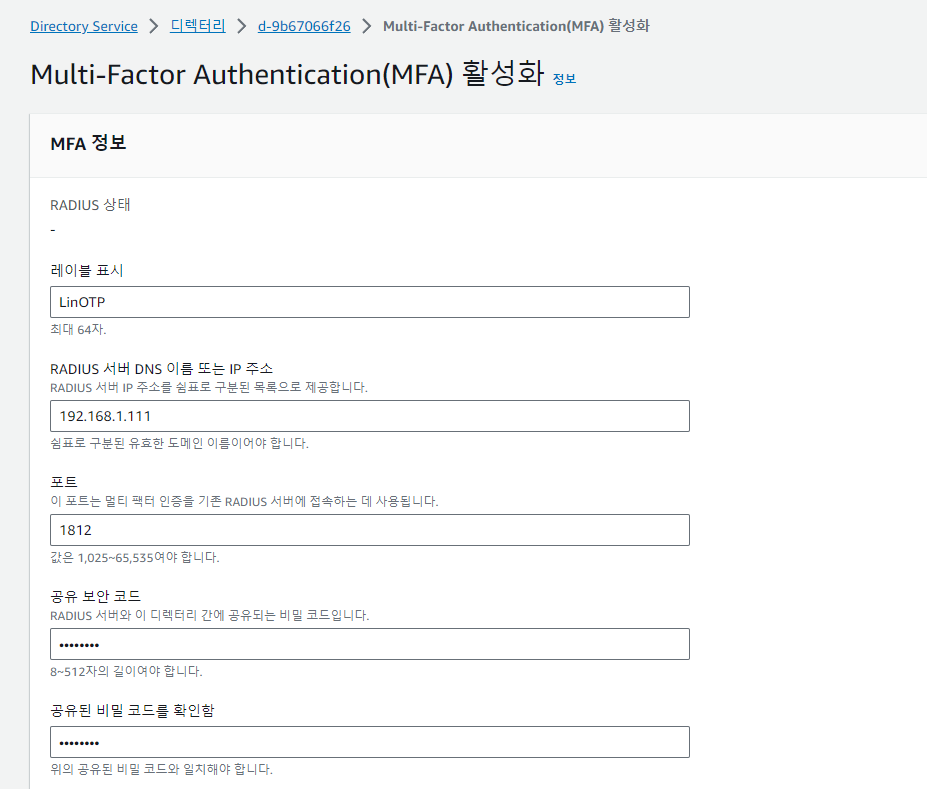 Directory Service > 디렉터리 > d-9b67066f26 > Multi-Factor Authentication(MFA) 활성화
Multi-Factor Authentication(MFA) 활성화 정보
MFA 정보
RADIUS 상태
-
레이블 표시
LinOTP
최대 64자.
RADIUS 서버 DNS 이름 또는 IP 주소
RADIUS 서버 IP 주소를 쉼표로 구분된 목록으로 제공합니다.
192.168.1.111
쉼표로 구분된 유효한 도메인 이름이어야 합니다.
포트
이 포트는 멀티 팩터 인증을 기존 RADIUS 서버에 접속하는 데 사용됩니다.
1812
값은 1,025~65,535여야 합니다.
공유 보안 코드
RADIUS 서버와 이 디렉터리 간에 공유되는 비밀 코드입니다.
••••••••
8~512자의 길이여야 합니다.
공유된 비밀 코드를 확인함
••••••••
위의 공유된 비밀 코드와 일치해야 합니다.